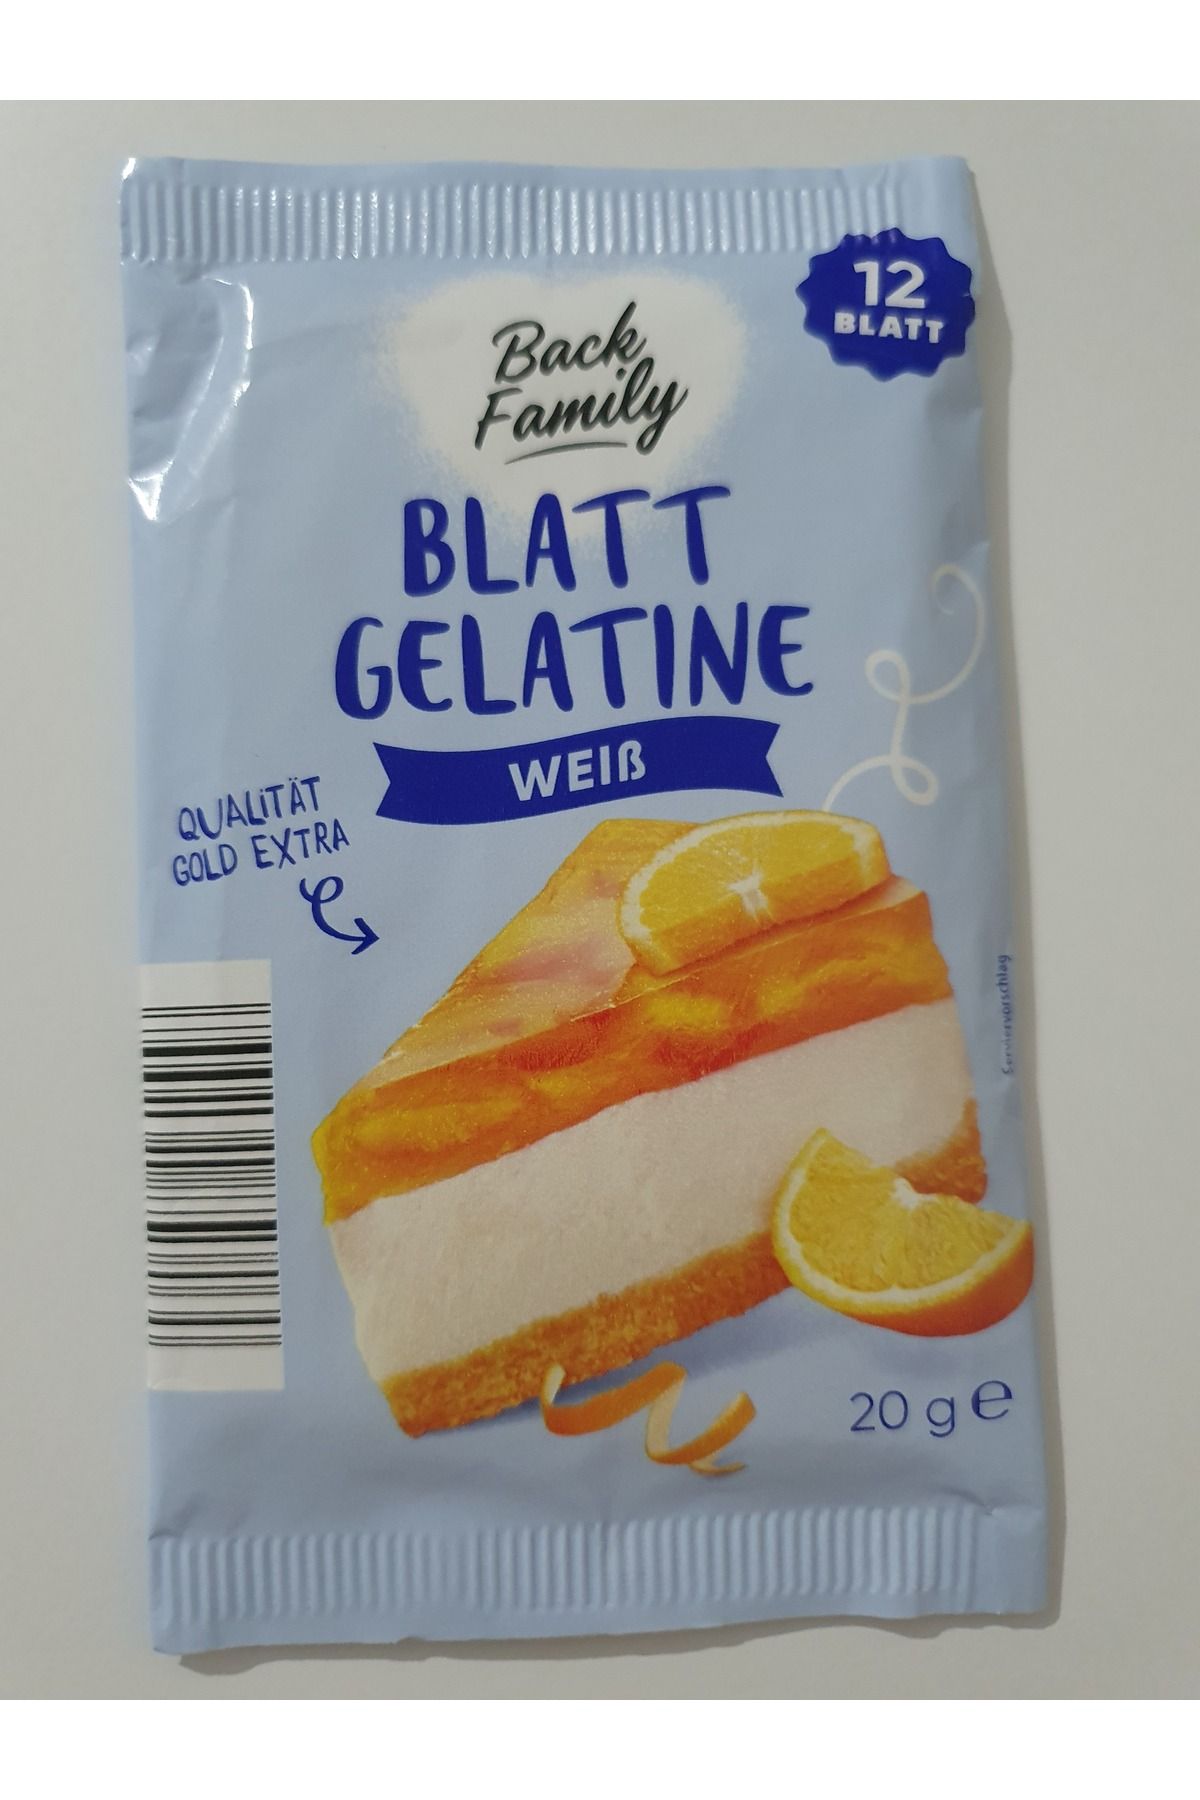 12
BLATT
Back
Family
BLATT
GELATINE
WEIß
QUALITÄT
GOLD EXTRA
Serviervorschlag
20 g ℮